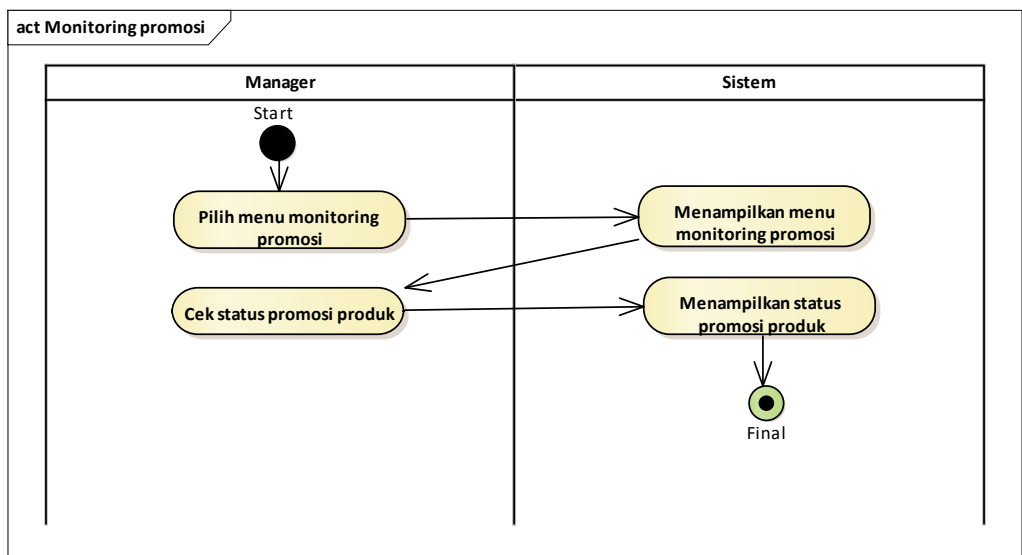 act Monitoring promosi
Manager
Sistem
Start
Pilih menu monitoring
promosi
Menampilkan menu
monitoring promosi
Cek status promosi produk
Menampilkan status
promosi produk
Final